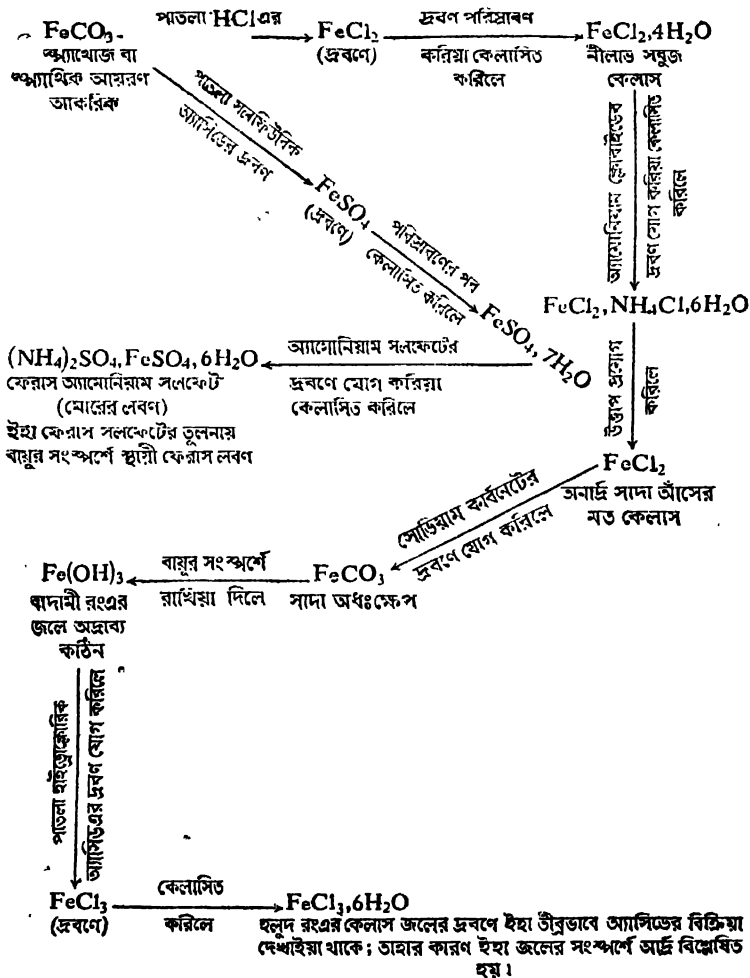 FeCO₃
স্প্যাথোজ বা
স্প্যাথিক আয়রণ
আকরিক
পাতলা HCl এর
FeCl₂
(দ্রবণে)
দ্রবণ পরিস্রাবণ
করিয়া কেলাসিত
করিলে
FeCl₂,4H₂O
নীলাভ সবুজ
কেলাস
পাতলা সালফিউরিক
অ্যাসিডের দ্রবণ
FeSO₄
(দ্রবণে)
পরিস্রাবণের পর
কেলাসিত করিলে
FeSO₄, 7H₂O
অ্যামোনিয়াম ক্লোরাইডের
দ্রবণ যোগ করিয়া কেলাসিত
করিলে
FeCl₂,NH₄Cl,6H₂O
অ্যামোনিয়াম সলফেটের
দ্রবণে যোগ করিয়া
কেলাসিত করিলে
(NH₄)₂SO₄,FeSO₄,6H₂O
ফেরাস অ্যামোনিয়াম সলফেট
(মোরের লবণ)
ইহা ফেরাস সলফেটের তুলনায়
বায়ুর সংস্পর্শে স্থায়ী ফেরাস লবণ
উত্তাপ প্রয়োগ
করিলে
FeCl₂
অনার্দ্র সাদা আঁসের
মত কেলাস
সোডিয়াম কার্বনেটের
দ্রবণে যোগ করিলে
FeCO₃
সাদা অধঃক্ষেপ
বায়ুর সংস্পর্শে
রাখিয়া দিলে
Fe(OH)₃
বাদামী রংএর
জলে অদ্রাব্য
কঠিন
পাতলা হাইড্রোক্লোরিক
অ্যাসিডএর দ্রবণ যোগ করিলে
FeCl₃
(দ্রবণে)
কেলাসিত
করিলে
FeCl₃,6H₂O
হলুদ রংএর কেলাস জলের দ্রবণে ইহা তীব্রভাবে অ্যাসিডের বিক্রিয়া
দেখাইয়া থাকে ; তাহার কারণ ইহা জলের সংস্পর্শে আর্দ্র বিশ্লেষিত
হয় ।